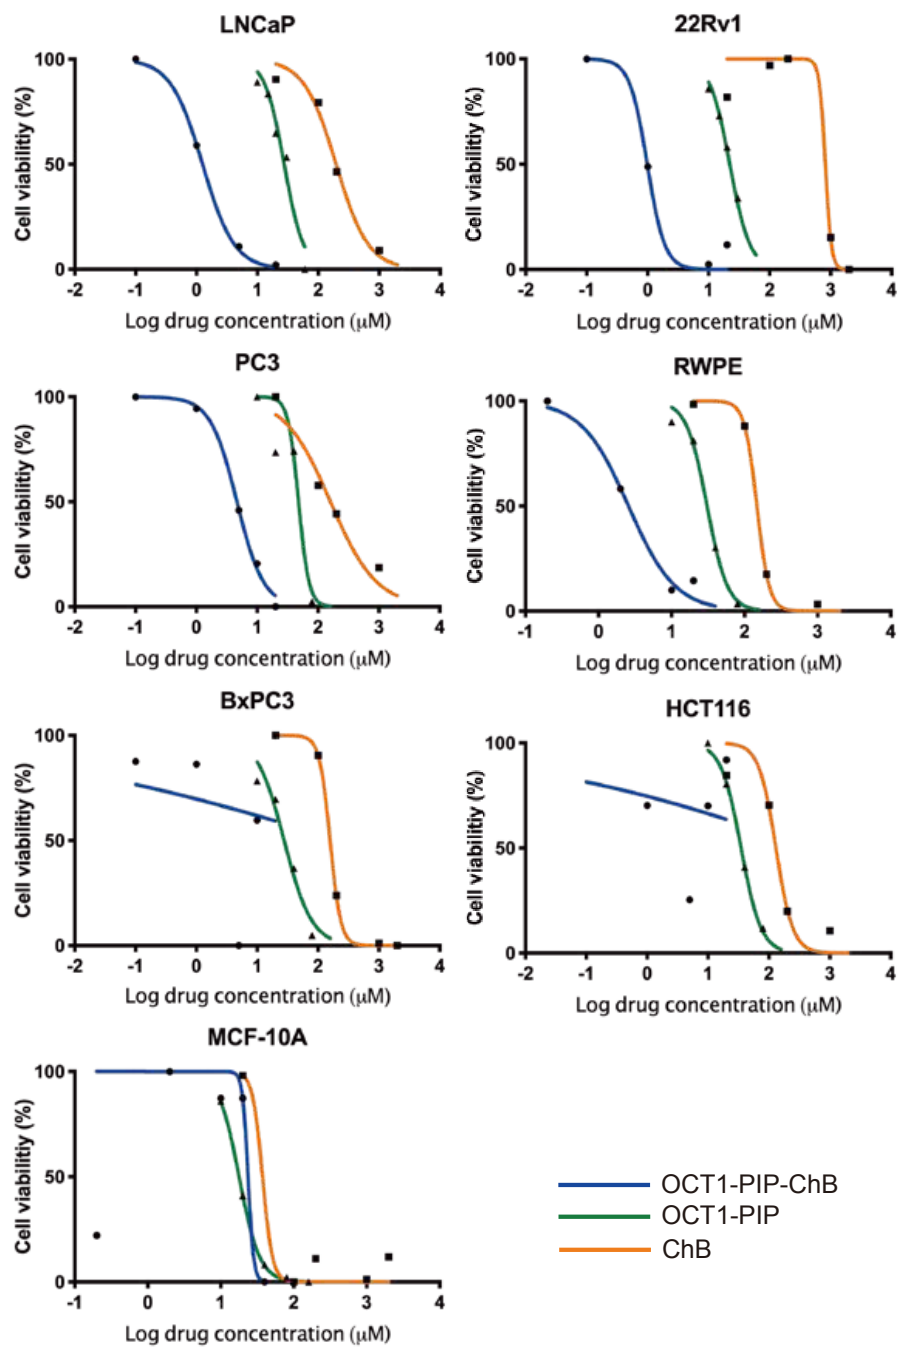 LNCaP
Cell viabilitiy (%)
100
50
0
-2 -1 0 1 2 3 4
Log drug concentration (μM)
22Rv1
Cell viability (%)
100
50
0
-2 -1 0 1 2 3 4
Log drug concentration (μM)
PC3
Cell viabilitiy (%)
100
50
0
-2 -1 0 1 2 3 4
Log drug concentration (μM)
RWPE
Cell viability (%)
100
50
0
-1 0 1 2 3 4
Log drug concentration (μM)
BxPC3
Cell viabilitiy (%)
100
50
0
-2 -1 0 1 2 3 4
Log drug concentration (μM)
HCT116
Cell viability (%)
100
50
0
-2 -1 0 1 2 3 4
Log drug concentration (μM)
MCF-10A
Cell viabilitiy (%)
100
50
0
-1 0 1 2 3 4
Log drug concentration (μM)
OCT1-PIP-ChB
OCT1-PIP
ChB